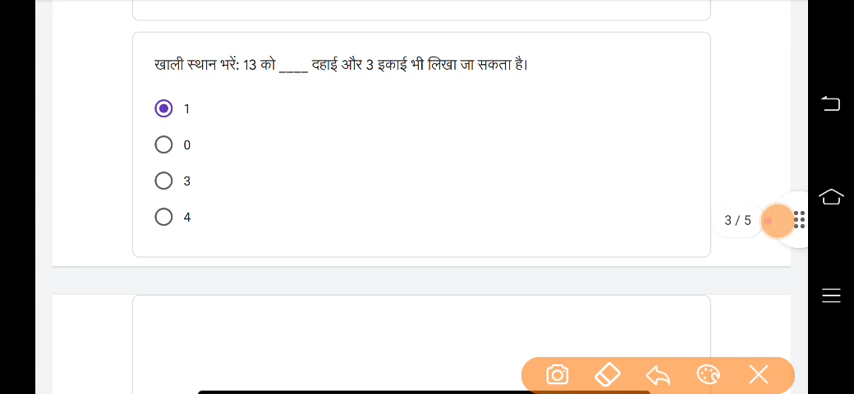 खाली स्थान भरें: 13 को ____ दहाई और 3 इकाई भी लिखा जा सकता है।
1
0
3
4
3 / 5